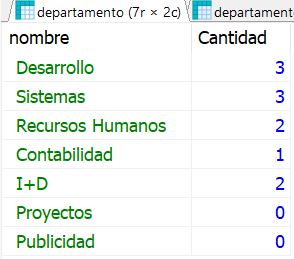 departamento (7r × 2c) departamento
nombre Cantidad
Desarrollo 3
Sistemas 3
Recursos Humanos 2
Contabilidad 1
I+D 2
Proyectos 0
Publicidad 0